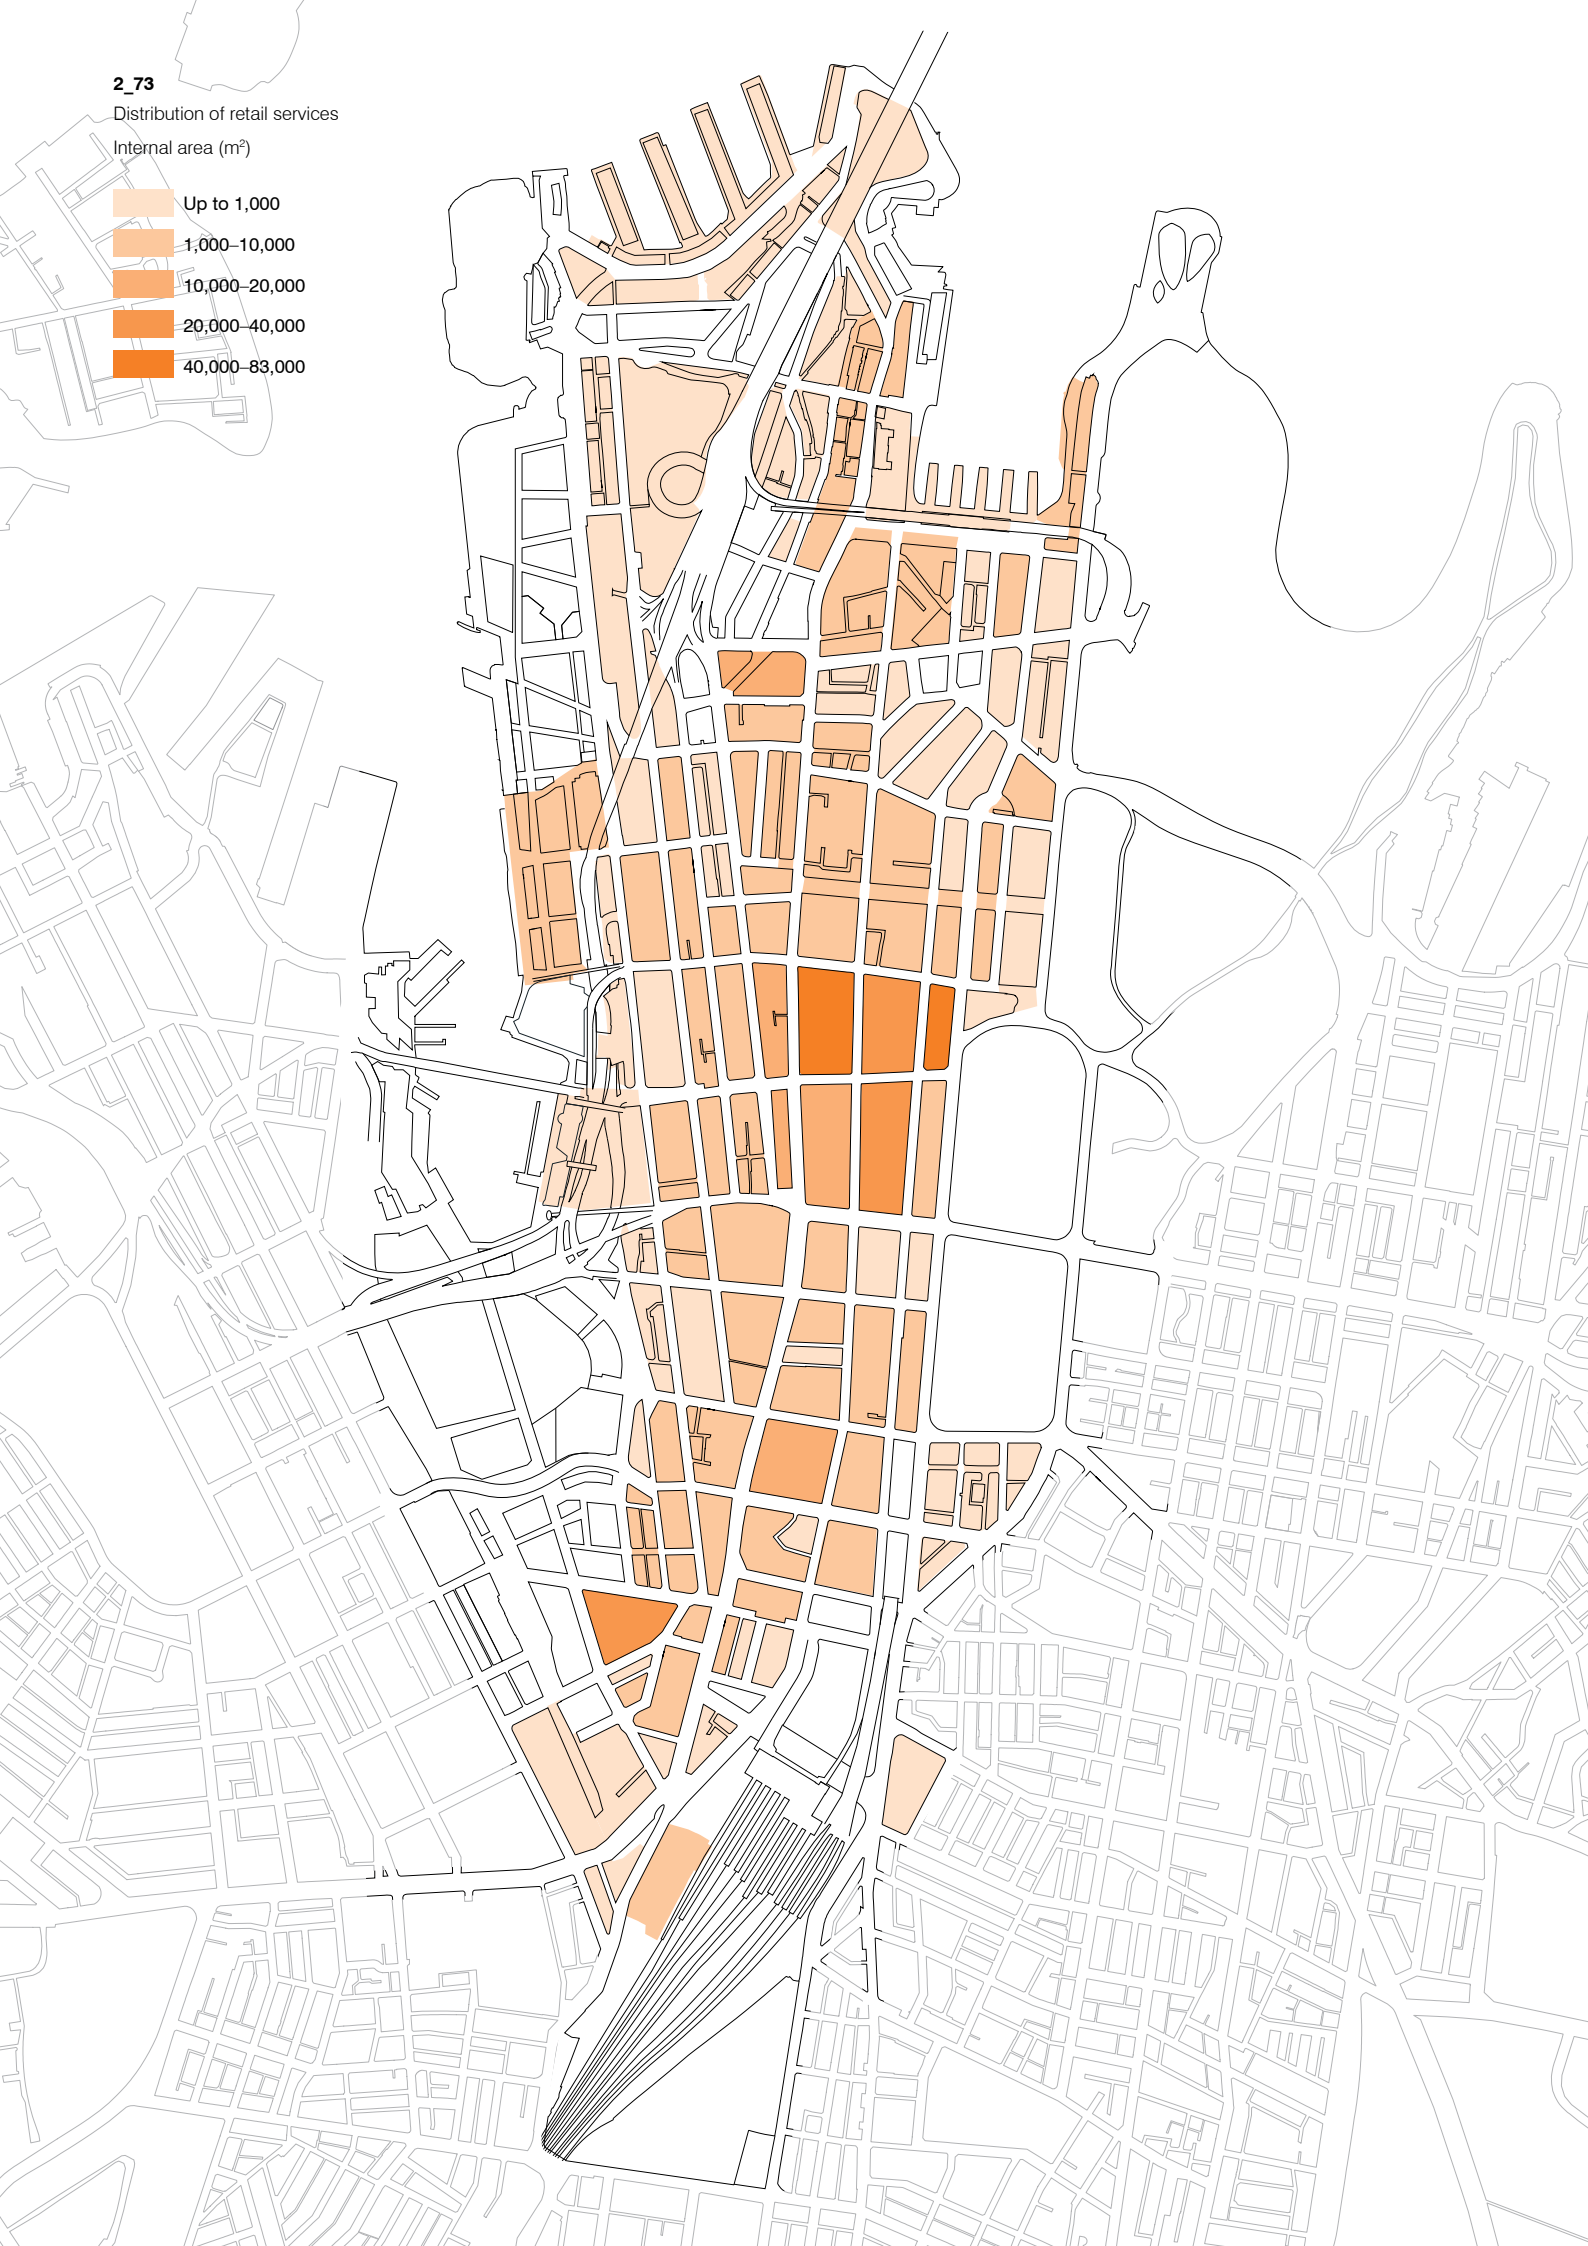 2_73
Distribution of retail services
Internal area (m²)
Up to 1,000
1,000–10,000
10,000–20,000
20,000–40,000
40,000–83,000